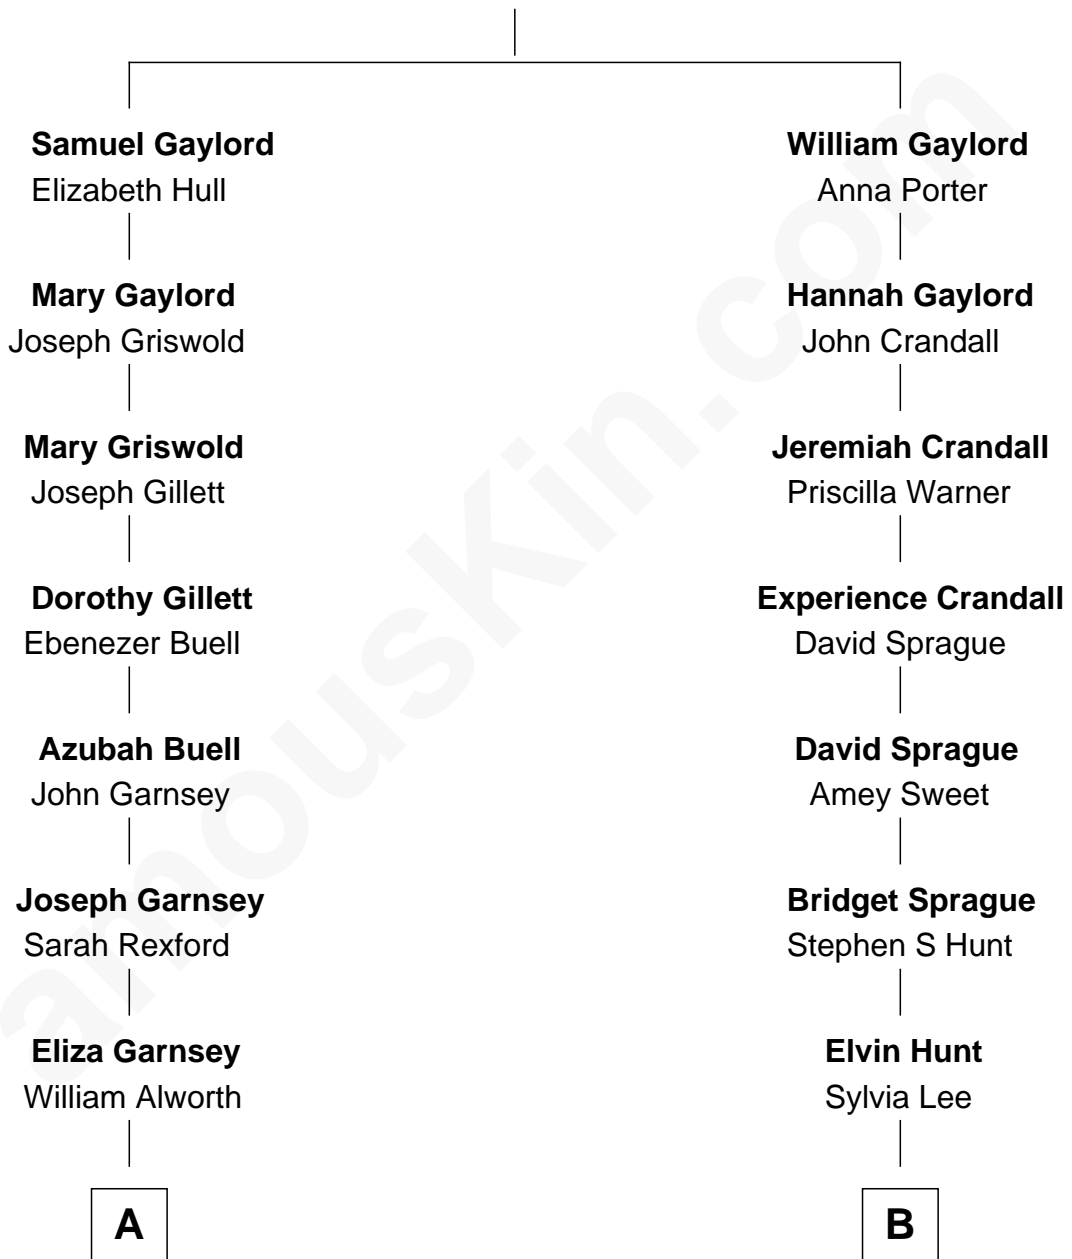 Samuel Gaylord
Elizabeth Hull
Mary Gaylord
Joseph Griswold
Mary Griswold
Joseph Gillett
Dorothy Gillett
Ebenezer Buell
Azubah Buell
John Garnsey
Joseph Garnsey
Sarah Rexford
Eliza Garnsey
William Alworth
A
William Gaylord
Anna Porter
Hannah Gaylord
John Crandall
Jeremiah Crandall
Priscilla Warner
Experience Crandall
David Sprague
David Sprague
Amey Sweet
Bridget Sprague
Stephen S Hunt
Elvin Hunt
Sylvia Lee
B
amousKin.com